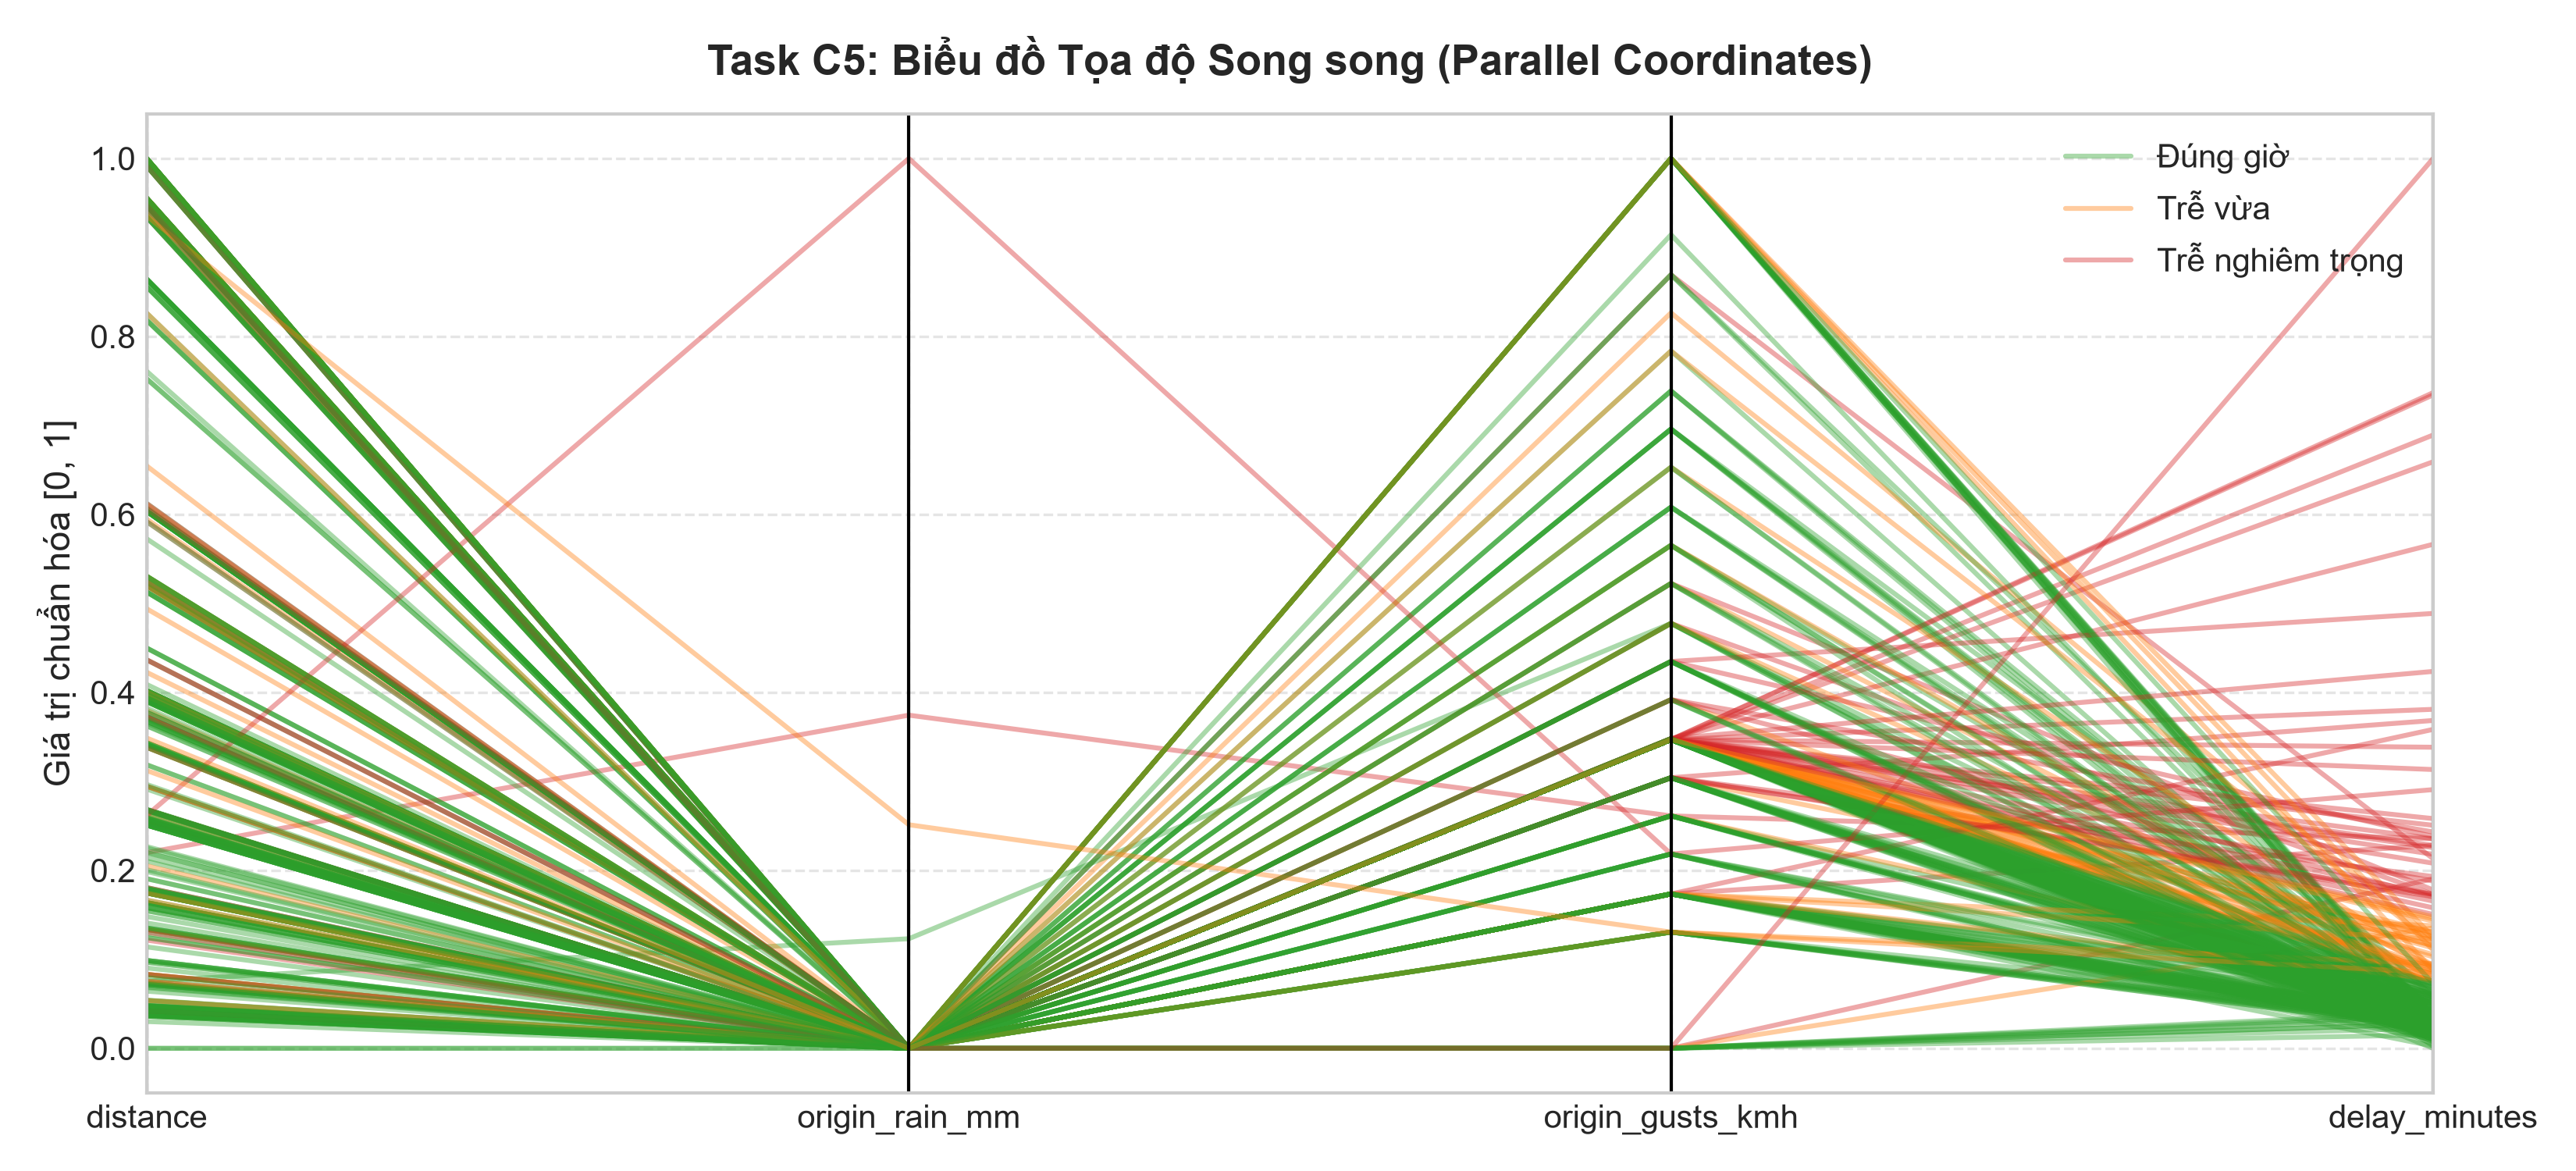 Task C5: Biểu đồ Tọa độ Song song (Parallel Coordinates)
Giá trị chuẩn hóa [0, 1]
1.0
0.8
0.6
0.4
0.2
0.0
Đúng giờ
Trễ vừa
Trễ nghiêm trọng
distance
origin_rain_mm
origin_gusts_kmh
delay_minutes